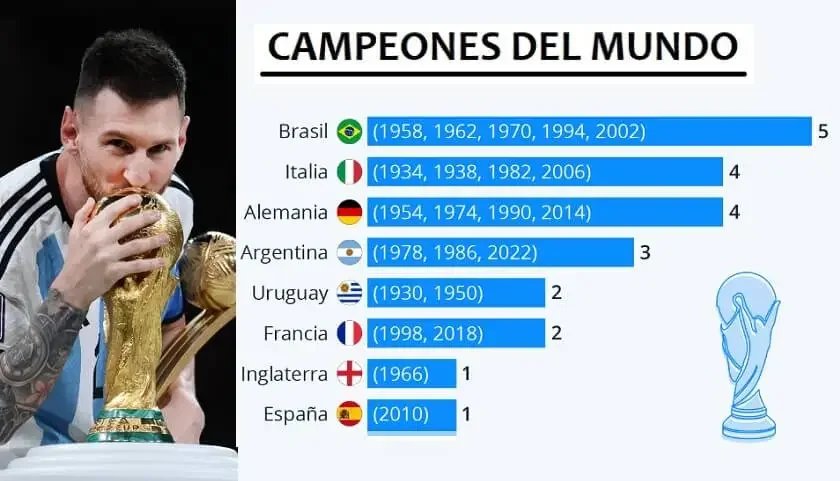 CAMPEONES DEL MUNDO
Brasil (1958, 1962, 1970, 1994, 2002) 5
Italia (1934, 1938, 1982, 2006) 4
Alemania (1954, 1974, 1990, 2014) 4
Argentina (1978, 1986, 2022) 3
Uruguay (1930, 1950) 2
Francia (1998, 2018) 2
Inglaterra (1966) 1
España (2010) 1